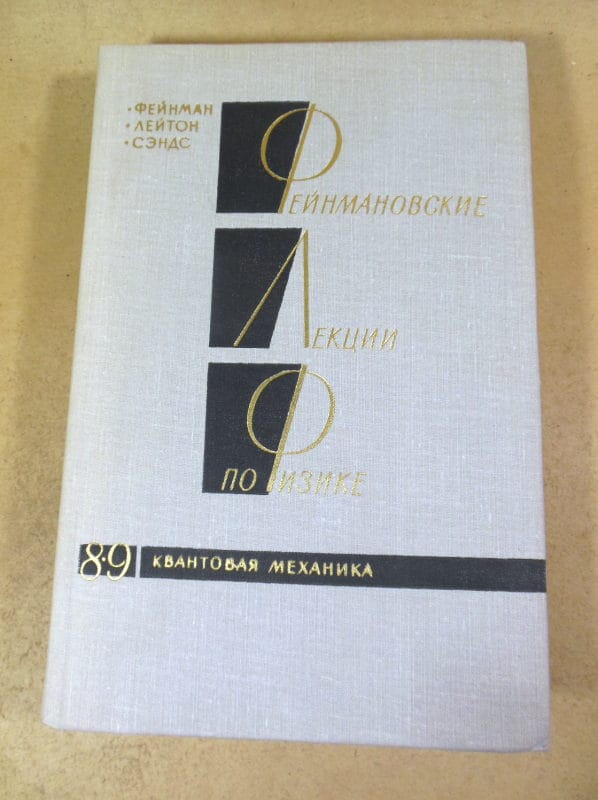 • ФЕЙНМАН
• ЛЕЙТОН
• СЭНДС
ФЕЙНМАНОВСКИЕ
ЛЕКЦИИ
ПО ФИЗИКЕ
8·9 КВАНТОВАЯ МЕХАНИКА